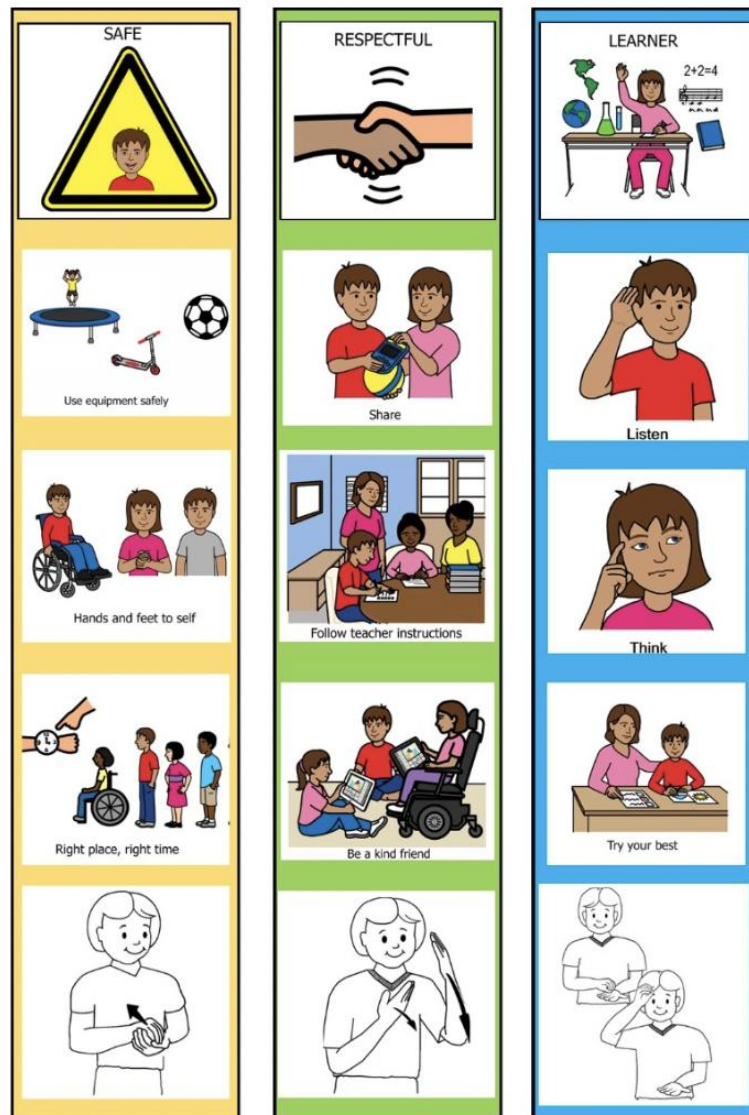 SAFE
Use equipment safely
Hands and feet to self
Right place, right time
RESPECTFUL
Share
Follow teacher instructions
Be a kind friend
LEARNER
2+2=4
Listen
Think
Try your best